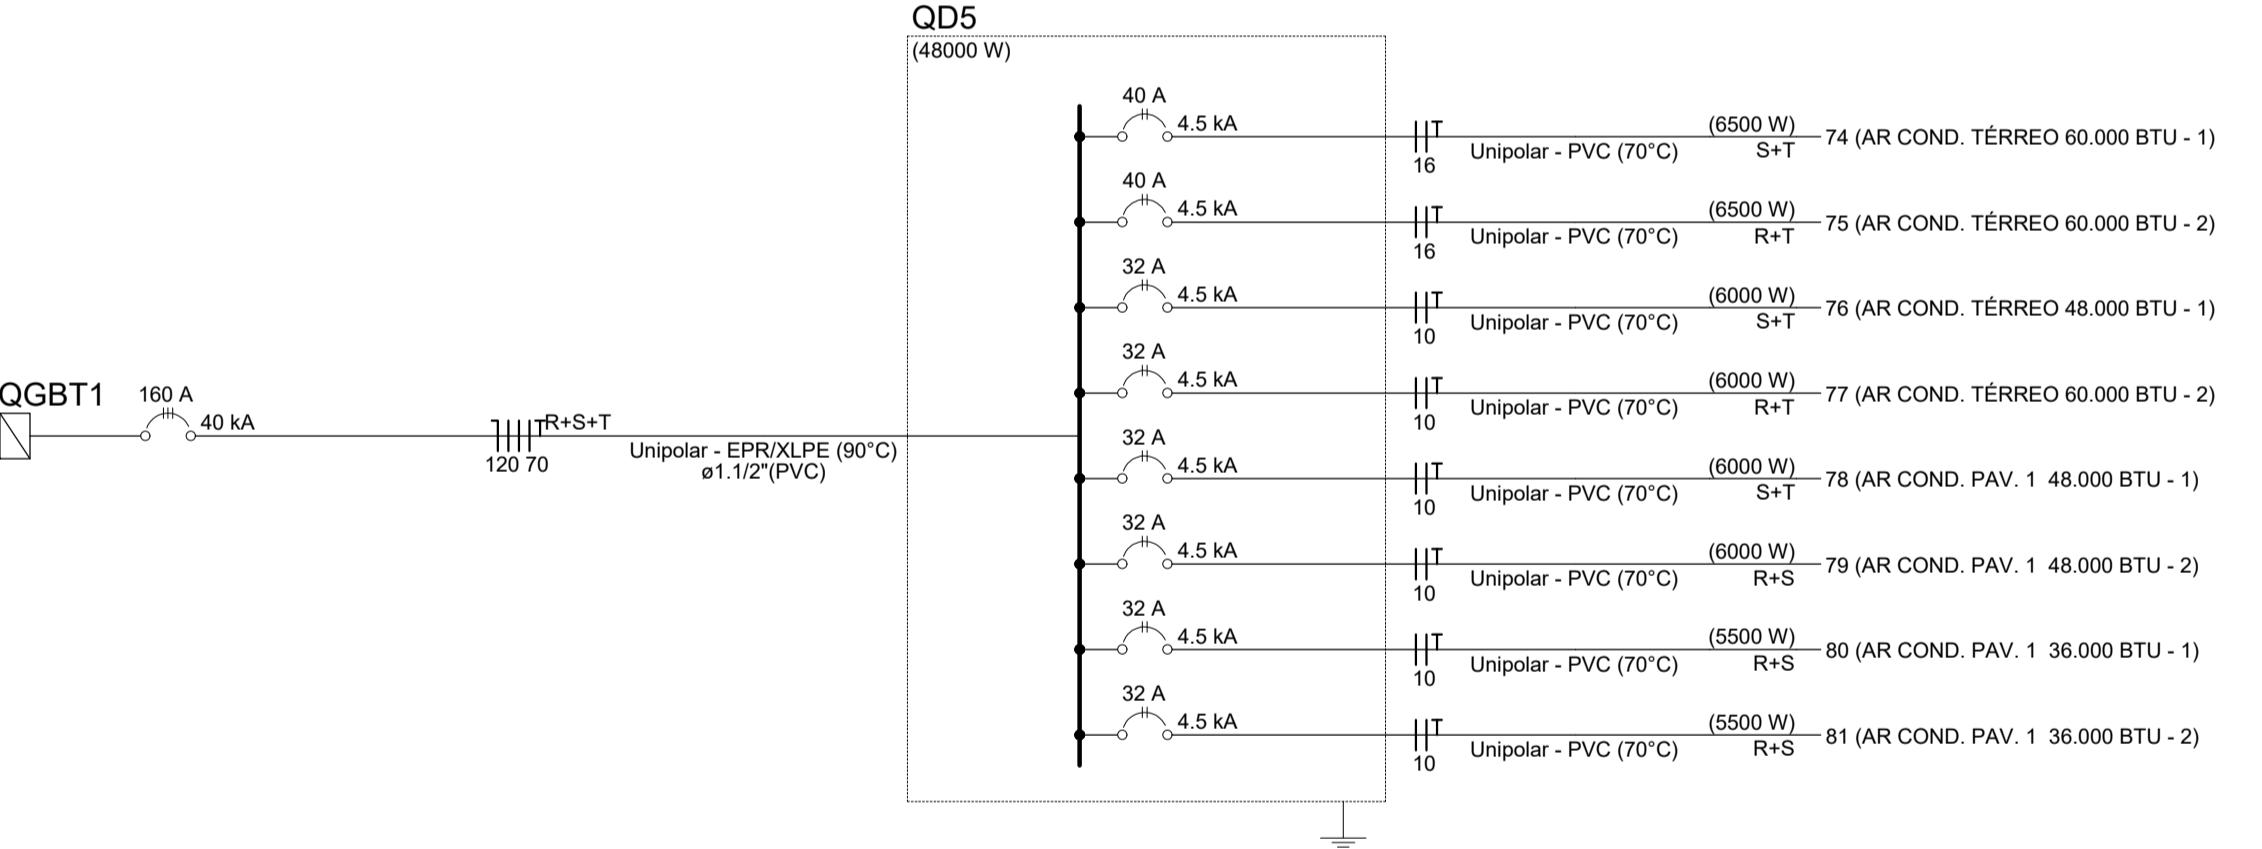 QD5
(48000 W)
QGBT1
160 A
40 kA
R+S+T
120 70
Unipolar - EPR/XLPE (90°C)
ø1.1/2"(PVC)
40 A
4.5 kA
16
Unipolar - PVC (70°C)
(6500 W)
S+T
74 (AR COND. TÉRREO 60.000 BTU - 1)
40 A
4.5 kA
16
Unipolar - PVC (70°C)
(6500 W)
R+T
75 (AR COND. TÉRREO 60.000 BTU - 2)
32 A
4.5 kA
10
Unipolar - PVC (70°C)
(6000 W)
S+T
76 (AR COND. TÉRREO 48.000 BTU - 1)
32 A
4.5 kA
10
Unipolar - PVC (70°C)
(6000 W)
R+T
77 (AR COND. TÉRREO 60.000 BTU - 2)
32 A
4.5 kA
10
Unipolar - PVC (70°C)
(6000 W)
S+T
78 (AR COND. PAV. 1  48.000 BTU - 1)
32 A
4.5 kA
10
Unipolar - PVC (70°C)
(6000 W)
R+S
79 (AR COND. PAV. 1  48.000 BTU - 2)
32 A
4.5 kA
10
Unipolar - PVC (70°C)
(5500 W)
R+S
80 (AR COND. PAV. 1  36.000 BTU - 1)
32 A
4.5 kA
10
Unipolar - PVC (70°C)
(5500 W)
R+S
81 (AR COND. PAV. 1  36.000 BTU - 2)